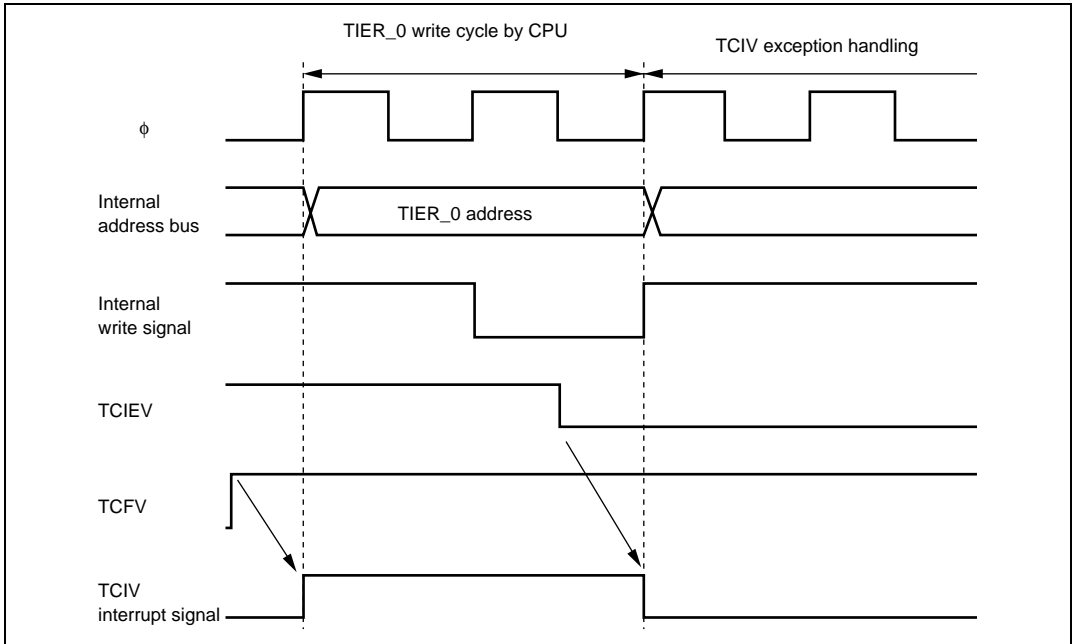 TIER_0 write cycle by CPU
TCIV exception handling
ϕ
Internal
address bus
TIER_0 address
Internal
write signal
TCIEV
TCFV
TCIV
interrupt signal